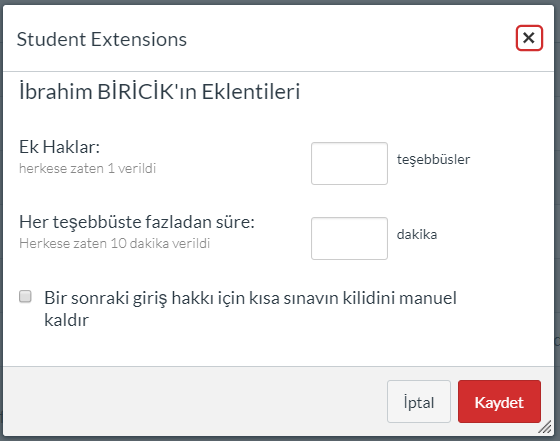 Student Extensions
İbrahim BİRİCİK'ın Eklentileri
Ek Haklar:
herkese zaten 1 verildi
teşebbüsler
Her teşebbüste fazladan süre:
Herkese zaten 10 dakika verildi
dakika
Bir sonraki giriş hakkı için kısa sınavın kilidini manuel
kaldır
İptal
Kaydet